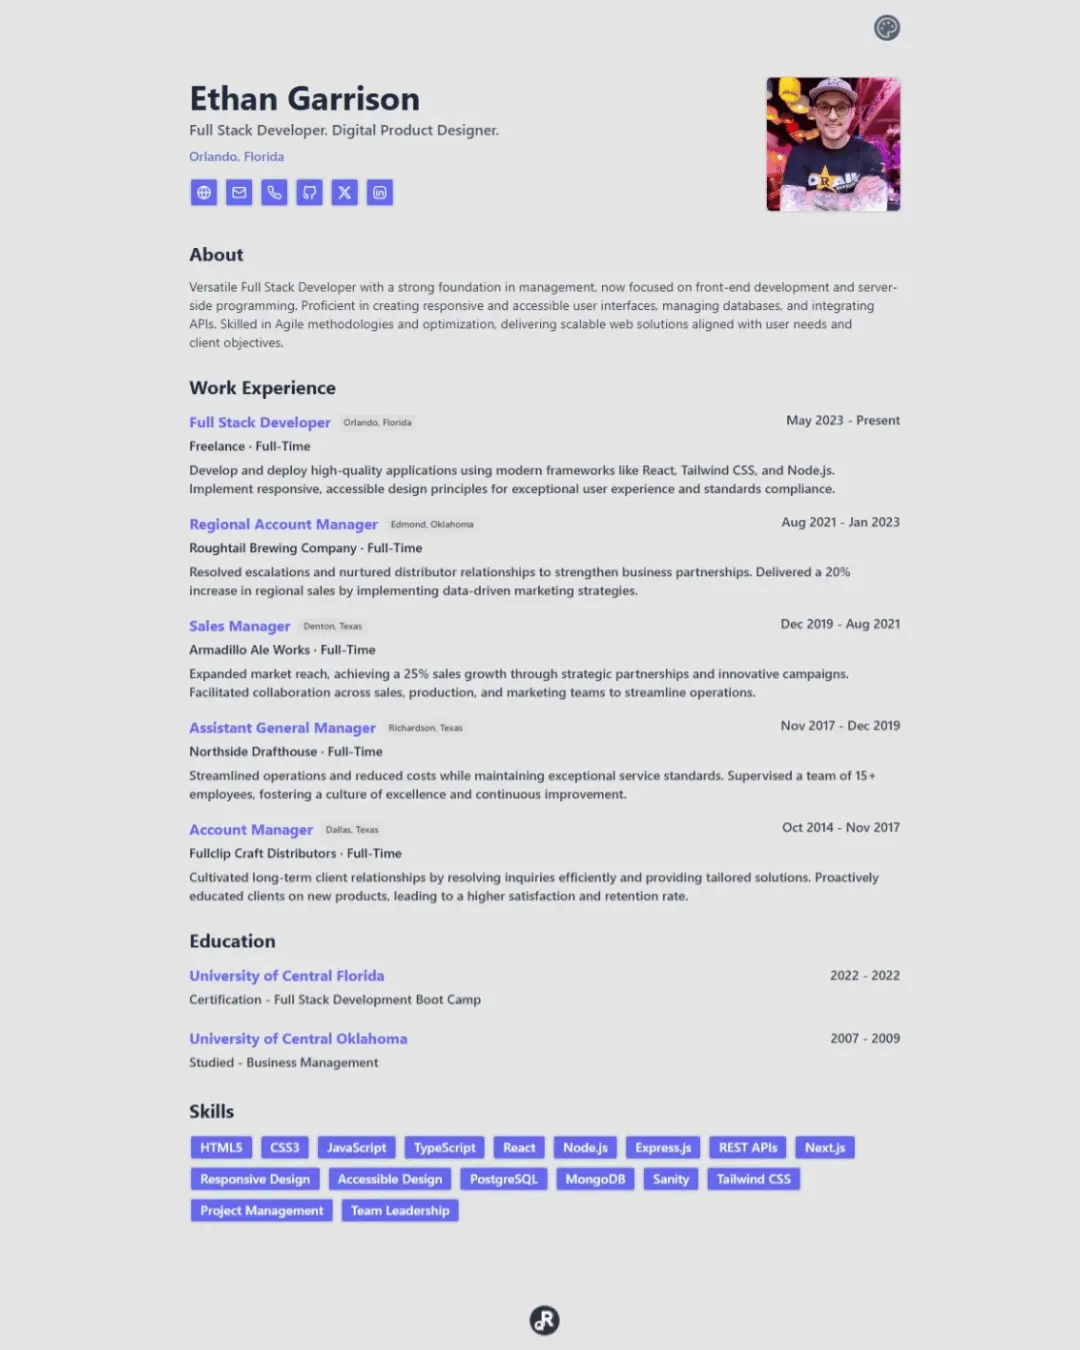 Ethan Garrison
Full Stack Developer. Digital Product Designer.
Orlando, Florida
About
Versatile Full Stack Developer with a strong foundation in management, now focused on front-end development and server-
side programming. Proficient in creating responsive and accessible user interfaces, managing databases, and integrating
APIs. Skilled in Agile methodologies and optimization, delivering scalable web solutions aligned with user needs and
client objectives.
Work Experience
Full Stack Developer Orlando, Florida May 2023 - Present
Freelance · Full-Time
Develop and deploy high-quality applications using modern frameworks like React, Tailwind CSS, and Node.js.
Implement responsive, accessible design principles for exceptional user experience and standards compliance.
Regional Account Manager Edmond, Oklahoma Aug 2021 - Jan 2023
Roughtail Brewing Company · Full-Time
Resolved escalations and nurtured distributor relationships to strengthen business partnerships. Delivered a 20%
increase in regional sales by implementing data-driven marketing strategies.
Sales Manager Denton, Texas Dec 2019 - Aug 2021
Armadillo Ale Works · Full-Time
Expanded market reach, achieving a 25% sales growth through strategic partnerships and innovative campaigns.
Facilitated collaboration across sales, production, and marketing teams to streamline operations.
Assistant General Manager Richardson, Texas Nov 2017 - Dec 2019
Northside Drafthouse · Full-Time
Streamlined operations and reduced costs while maintaining exceptional service standards. Supervised a team of 15+
employees, fostering a culture of excellence and continuous improvement.
Account Manager Dallas, Texas Oct 2014 - Nov 2017
Fullclip Craft Distributors · Full-Time
Cultivated long-term client relationships by resolving inquiries efficiently and providing tailored solutions. Proactively
educated clients on new products, leading to a higher satisfaction and retention rate.
Education
University of Central Florida 2022 - 2022
Certification - Full Stack Development Boot Camp
University of Central Oklahoma 2007 - 2009
Studied - Business Management
Skills
HTML5 CSS3 JavaScript TypeScript React Node.js Express.js REST APIs Next.js
Responsive Design Accessible Design PostgreSQL MongoDB Sanity Tailwind CSS
Project Management Team Leadership